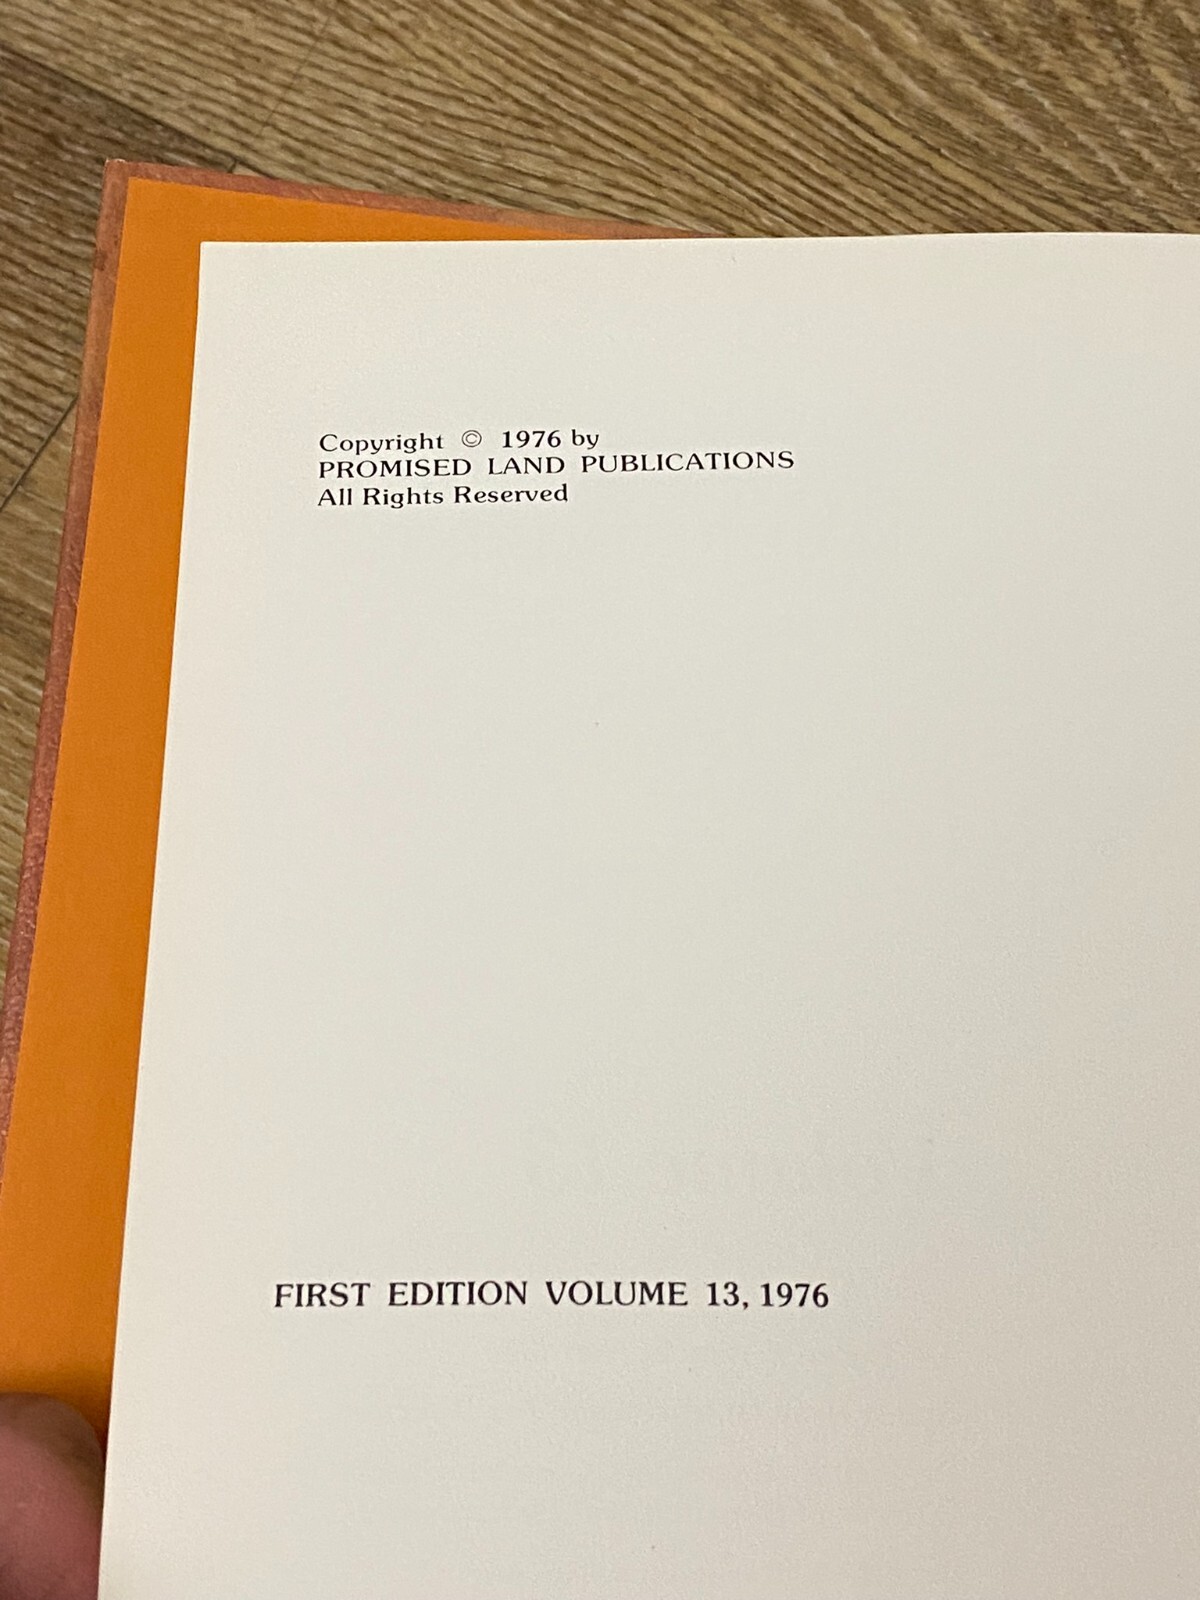 Copyright © 1976 by
PROMISED LAND PUBLICATIONS
All Rights Reserved
FIRST EDITION VOLUME 13, 1976